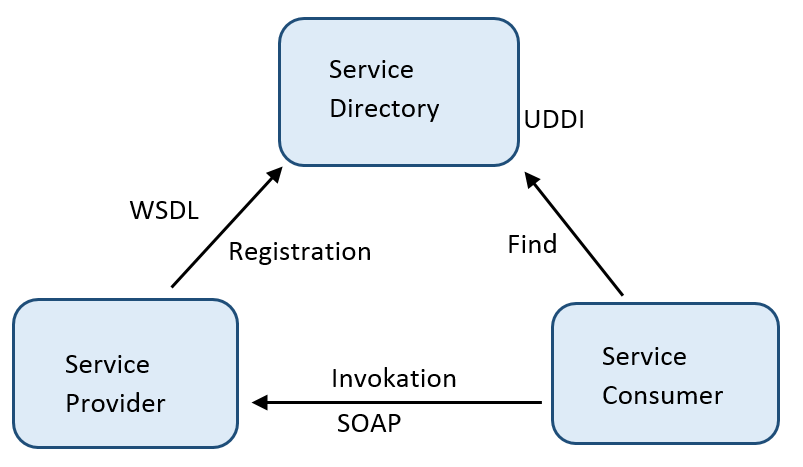 Service
Directory
UDDI
WSDL
Registration
Find
Service
Provider
Invokation
SOAP
Service
Consumer